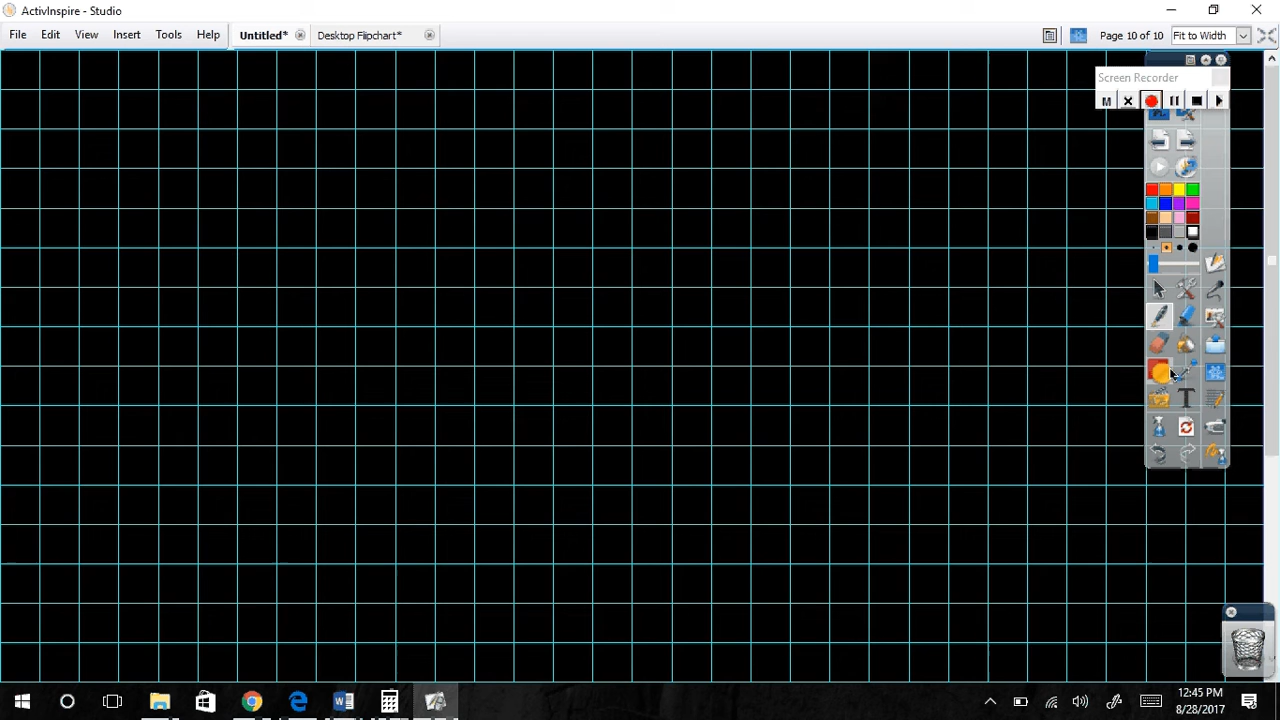 ActivInspire - Studio
File Edit View Insert Tools Help Untitled* Desktop Flipchart* Page 10 of 10 Fit to Width
Screen Recorder
M
T
12:45 PM
8/28/2017